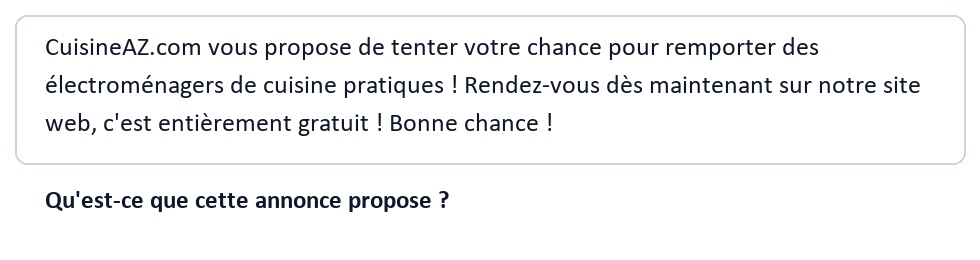 CuisineAZ.com vous propose de tenter votre chance pour remporter des
électroménagers de cuisine pratiques ! Rendez-vous dès maintenant sur notre site
web, c'est entièrement gratuit ! Bonne chance !
Qu'est-ce que cette annonce propose ?